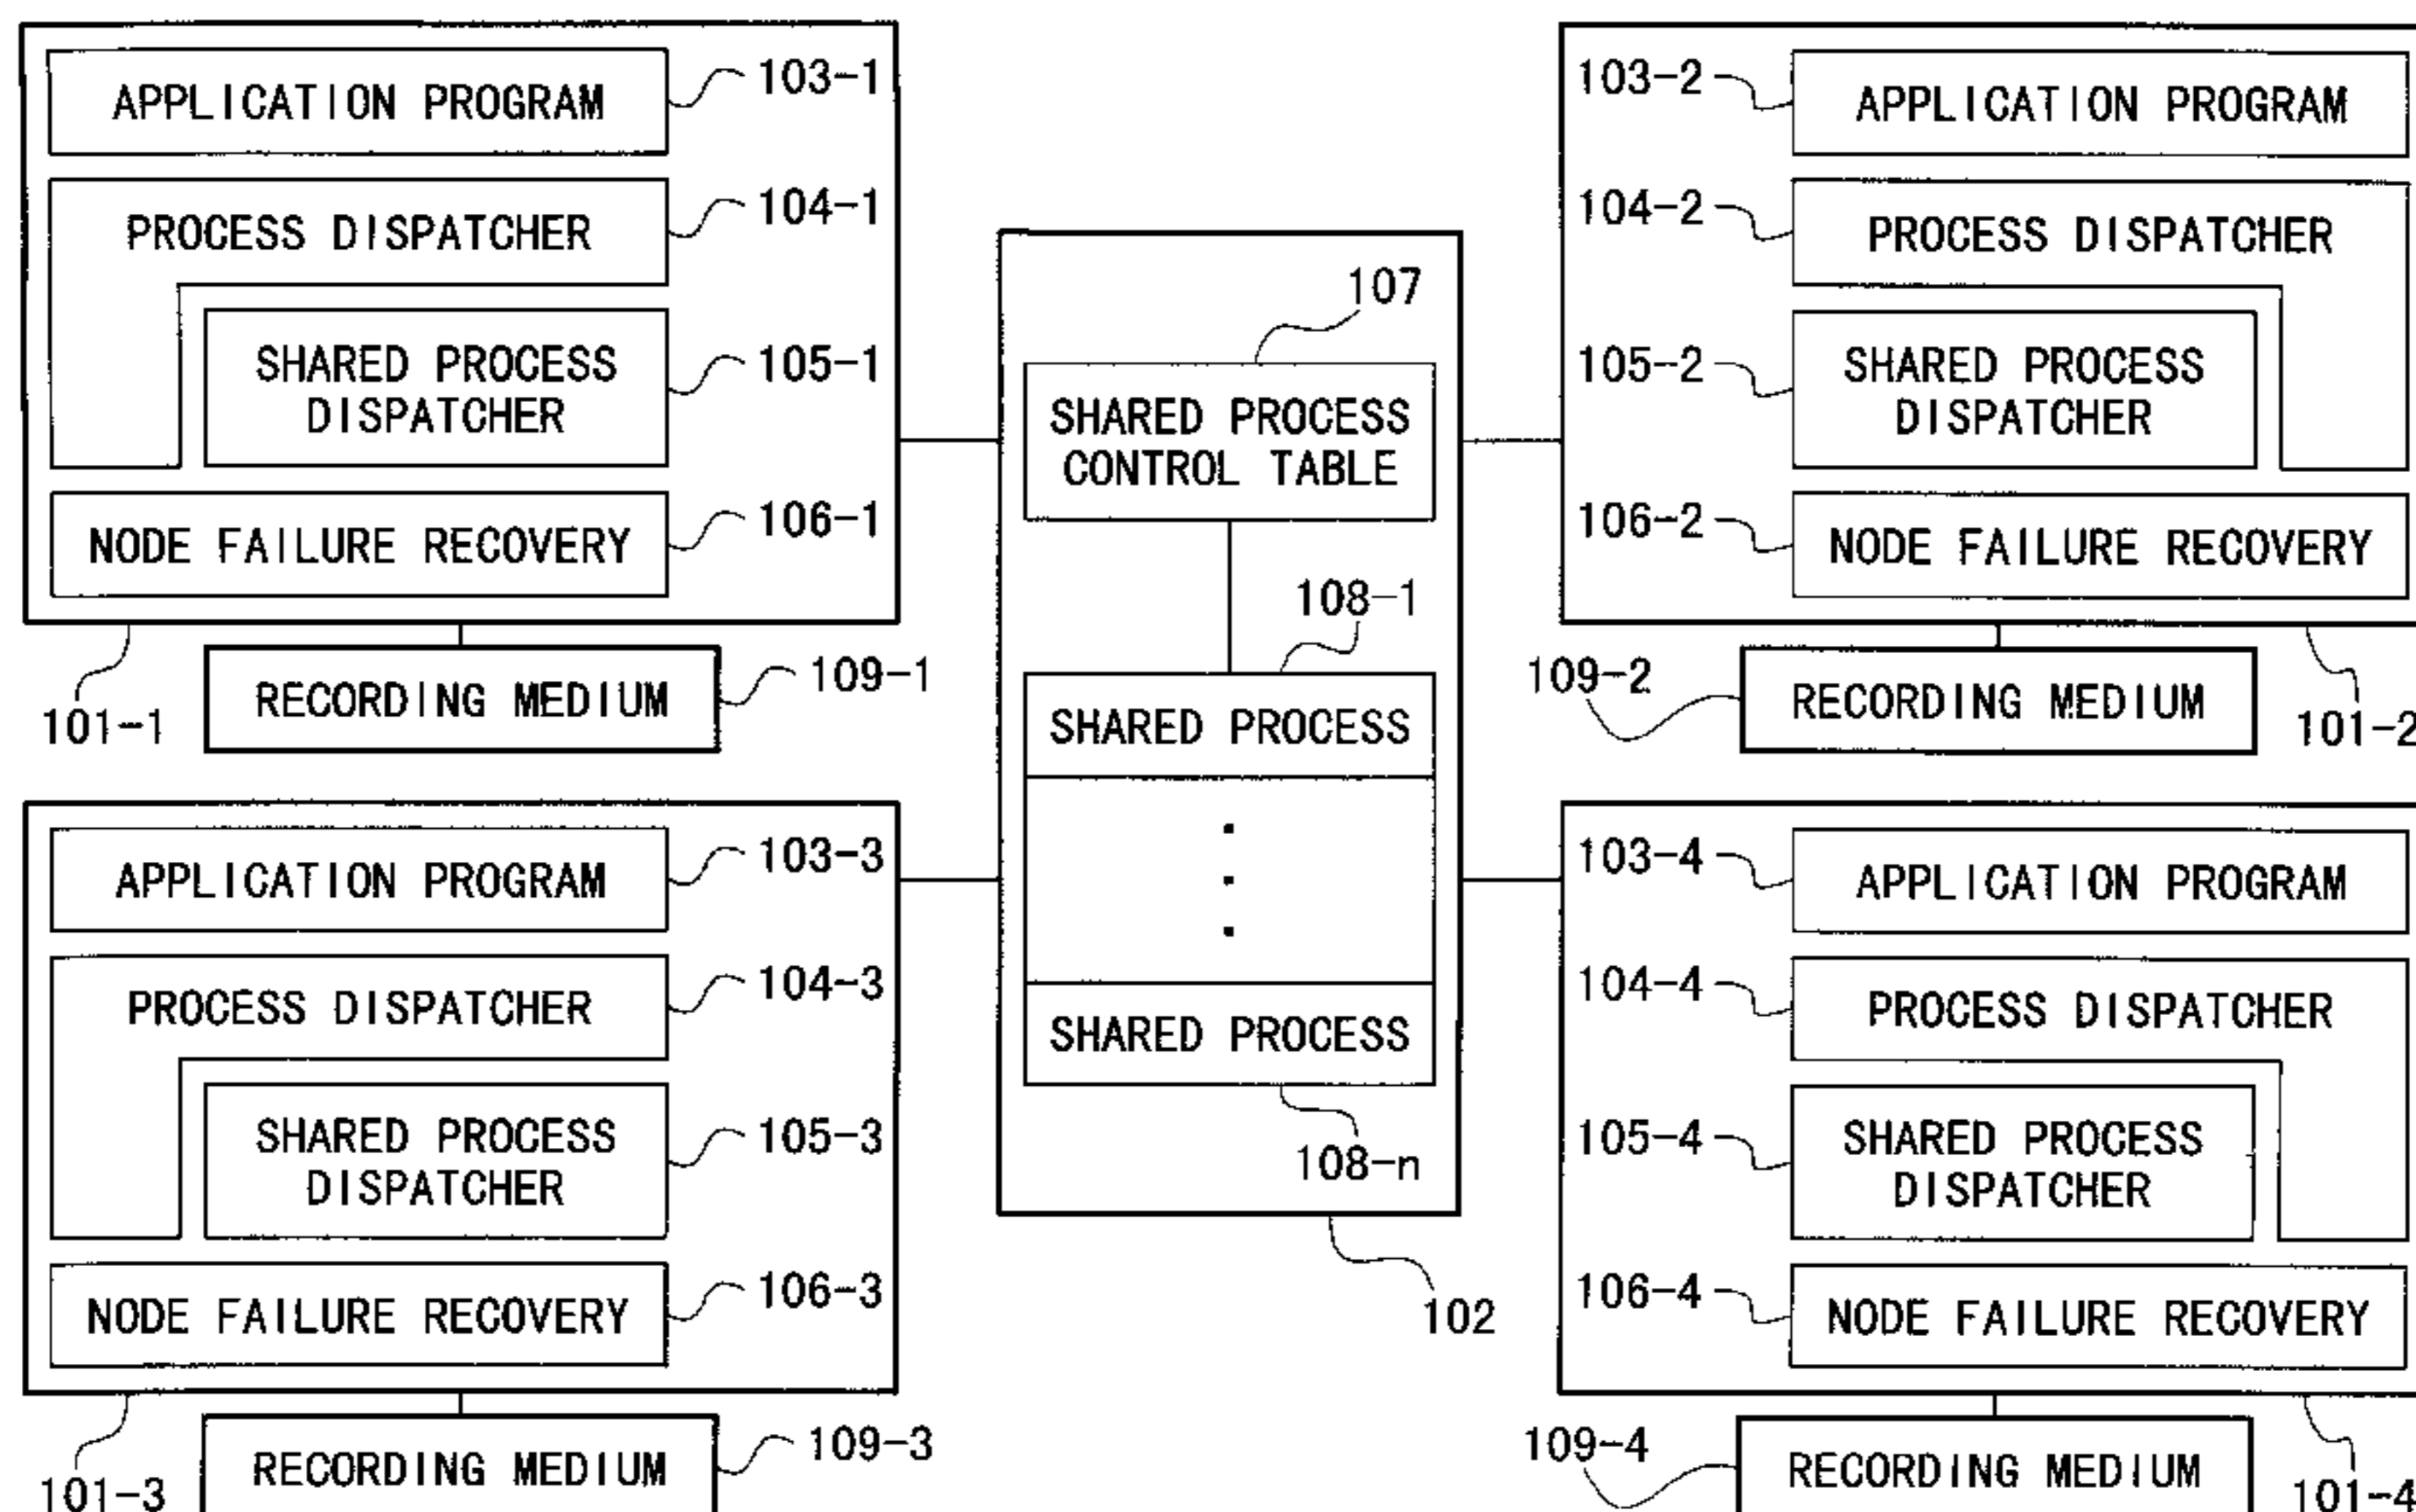 APPLICATION PROGRAM
103-1
PROCESS DISPATCHER
104-1
SHARED PROCESS
DISPATCHER
105-1
NODE FAILURE RECOVERY
106-1
101-1
RECORDING MEDIUM
109-1
107
SHARED PROCESS
CONTROL TABLE
108-1
SHARED PROCESS
SHARED PROCESS
108-n
102
103-2
APPLICATION PROGRAM
104-2
PROCESS DISPATCHER
105-2
SHARED PROCESS
DISPATCHER
106-2
NODE FAILURE RECOVERY
109-2
RECORDING MEDIUM
101-2
APPLICATION PROGRAM
103-3
PROCESS DISPATCHER
104-3
SHARED PROCESS
DISPATCHER
105-3
NODE FAILURE RECOVERY
106-3
101-3
RECORDING MEDIUM
109-3
103-4
APPLICATION PROGRAM
104-4
PROCESS DISPATCHER
105-4
SHARED PROCESS
DISPATCHER
106-4
NODE FAILURE RECOVERY
109-4
RECORDING MEDIUM
101-4